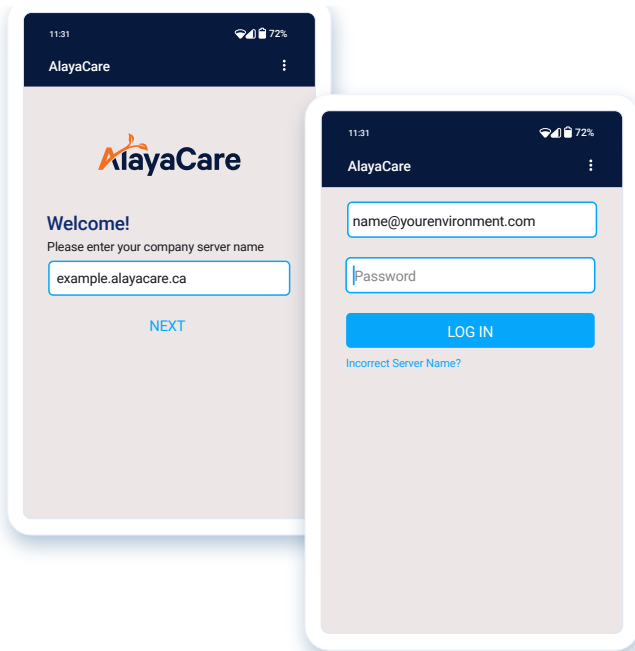 11:31 72%
AlayaCare
AlayaCare
Welcome!
Please enter your company server name
example.alayacare.ca
NEXT
11:31 72%
AlayaCare
name@yourenvironment.com
Password
LOG IN
Incorrect Server Name?